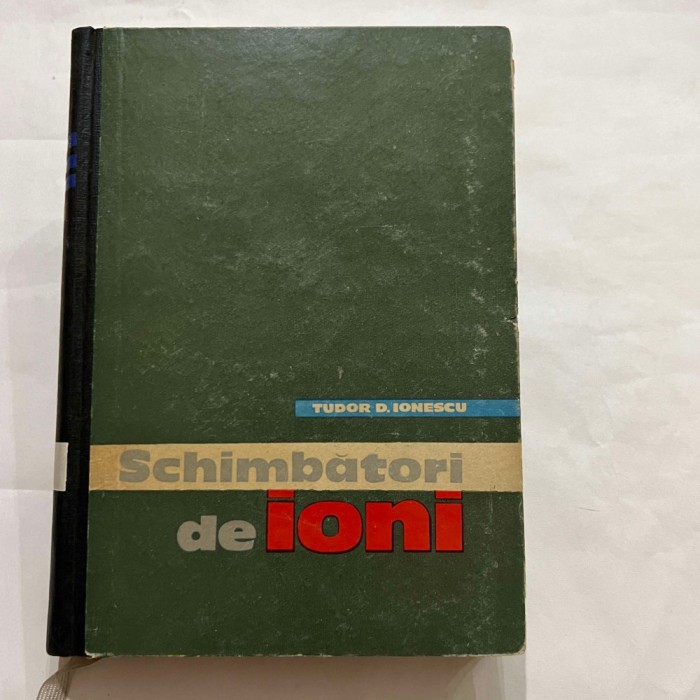 TUDOR D. IONESCU
Schimbători
de ioni